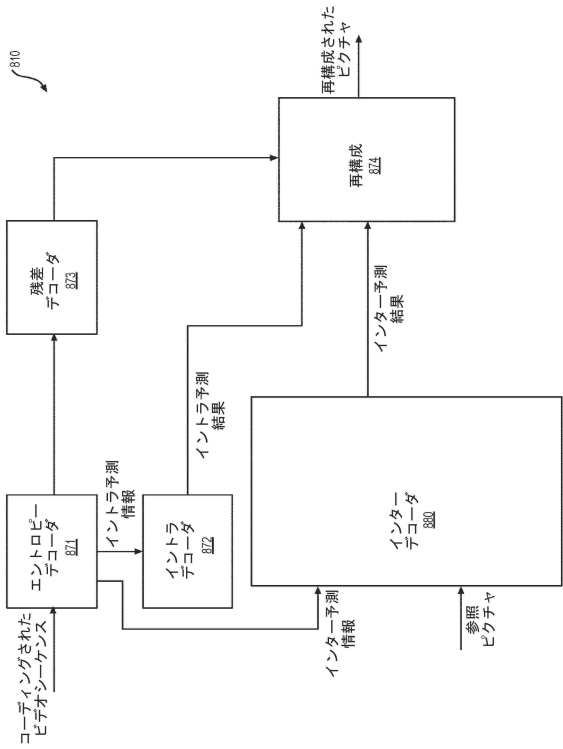 810
コーディングされた
ビデオシーケンス
エントロピー
デコーダ
871
残差
デコーダ
873
イントラ予測
情報
イントラ
デコーダ
872
イントラ予測
結果
インター予測
情報
参照
ピクチャ
インター
デコーダ
880
インター予測
結果
再構成
874
再構成された
ピクチャ